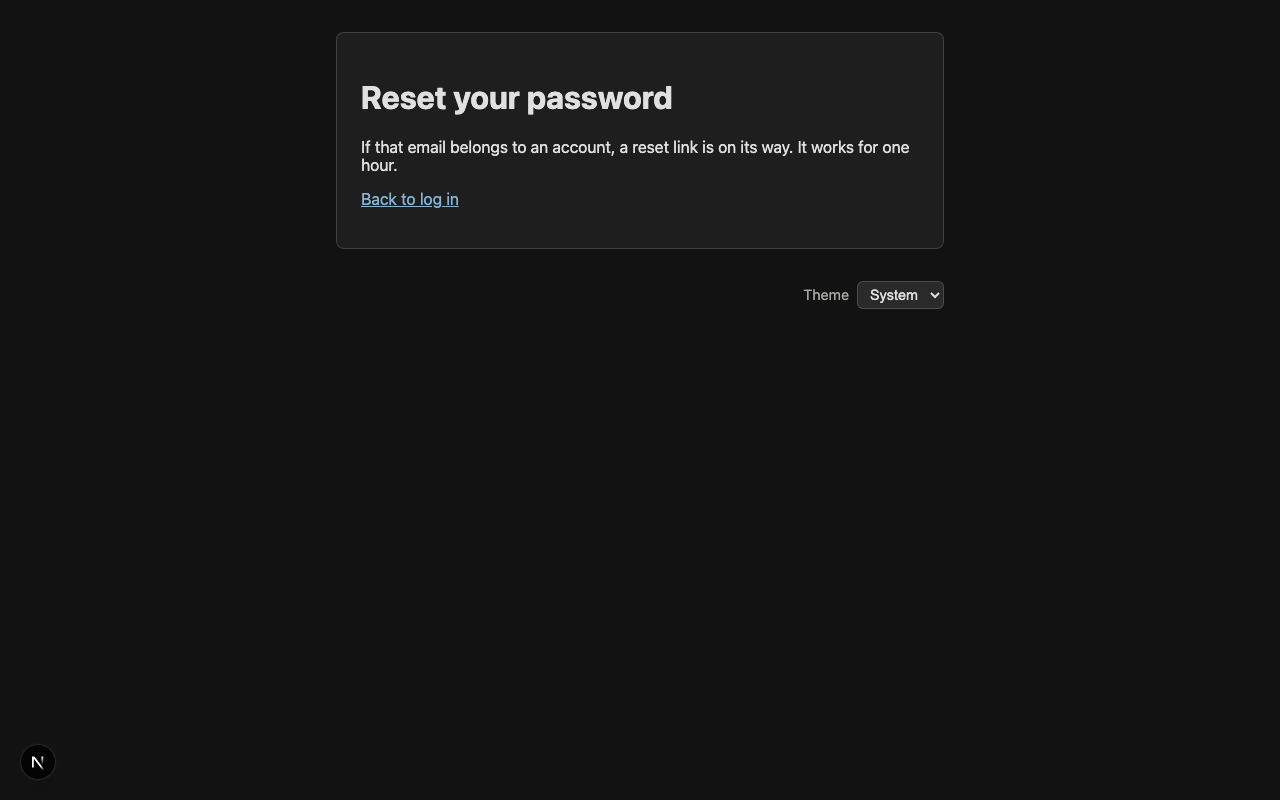 Reset your password
If that email belongs to an account, a reset link is on its way. It works for one
hour.
Back to log in
Theme System
N